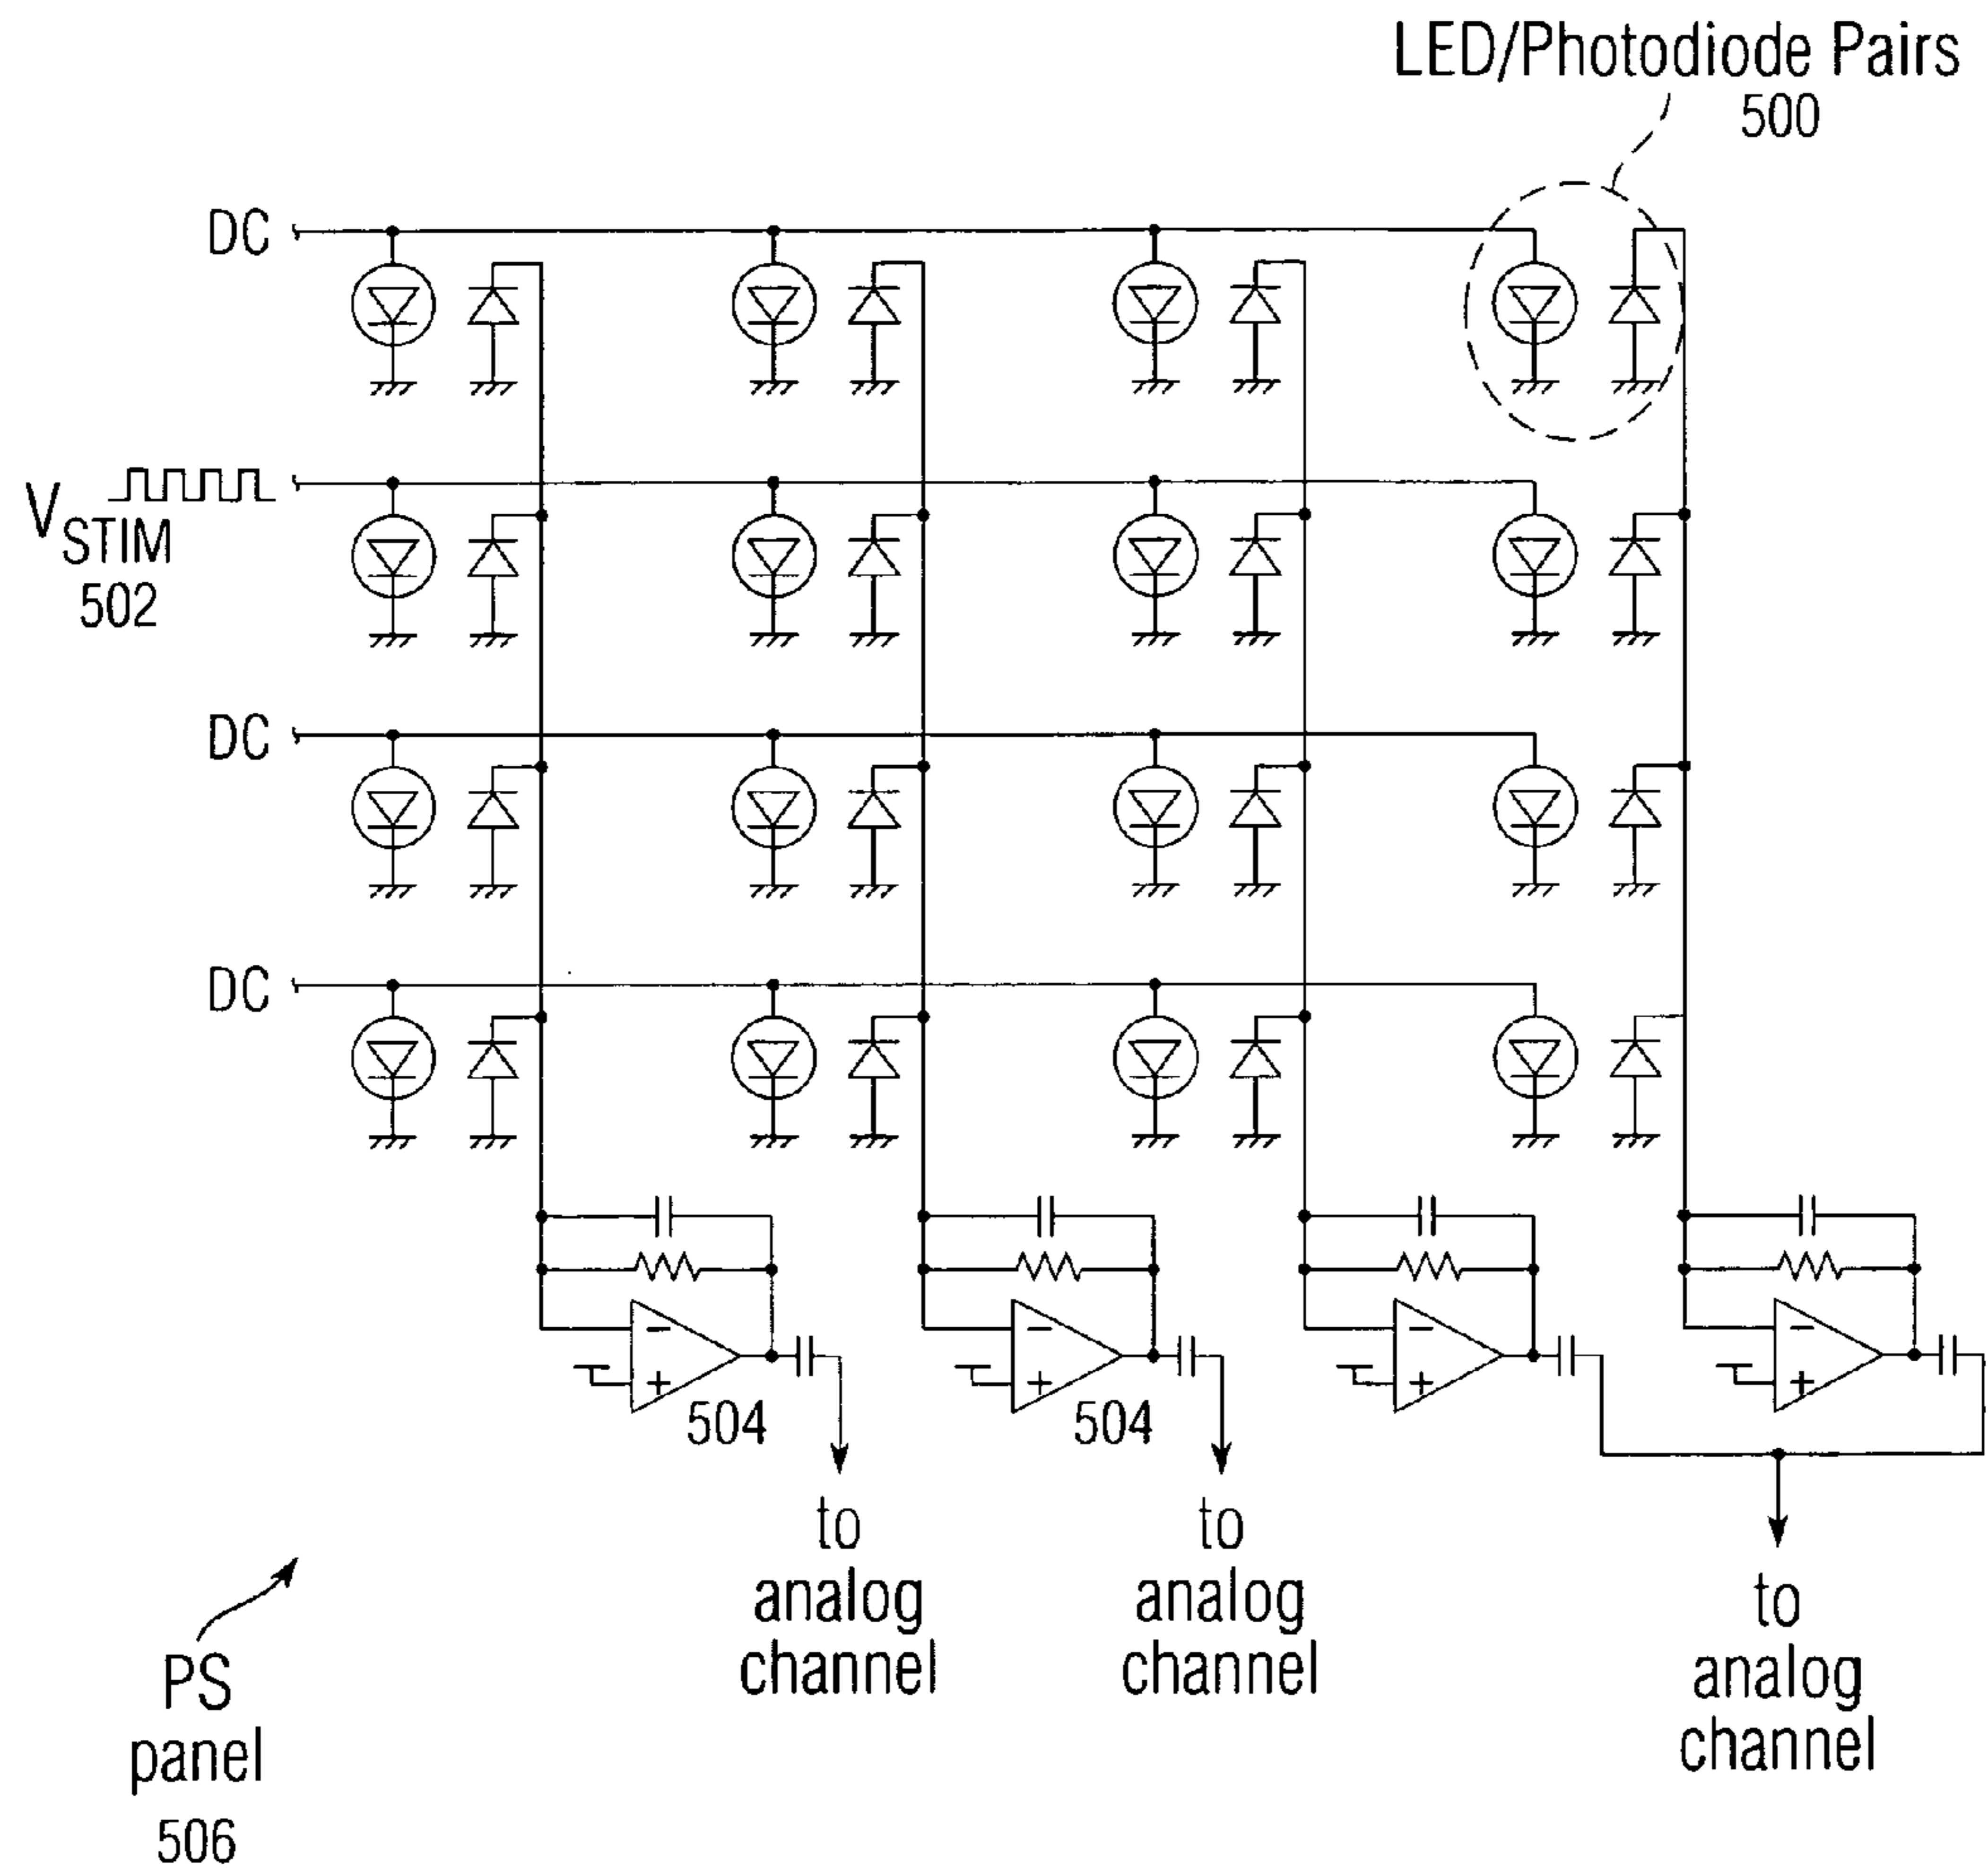 LED/Photodiode Pairs
500
DC
V
STIM
502
DC
DC
− − − −
+ + + +
504
504
to
analog
channel
to
analog
channel
to
analog
channel
PS
panel
506